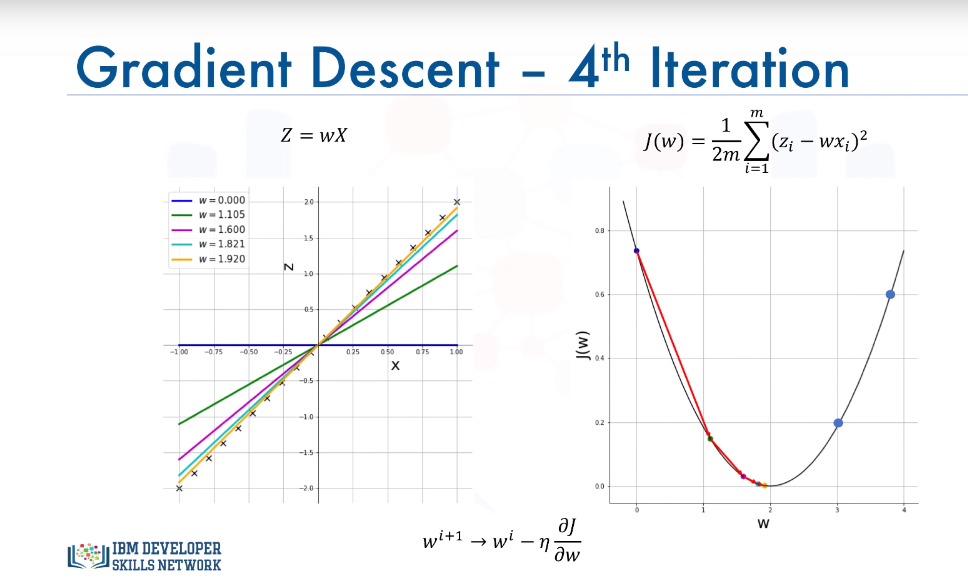 Gradient Descent – 4th Iteration
Z = wX
J(w) = \frac{1}{2m} \sum_{i=1}^{m} (z_i − wx_i)^2
w = 0.000
w = 1.105
w = 1.600
w = 1.821
w = 1.920
Z
2.0
1.5
1.0
0.5
−1.00 −0.75 −0.50 −0.25 0.25 0.50 0.75 1.00
X
−0.5
−1.0
−1.5
−2.0
J(w)
0.8
0.6
0.4
0.2
0.0
0 1 2 3 4
w
w^{i+1} → w^i − η \frac{∂J}{∂w}
IBM DEVELOPER
SKILLS NETWORK